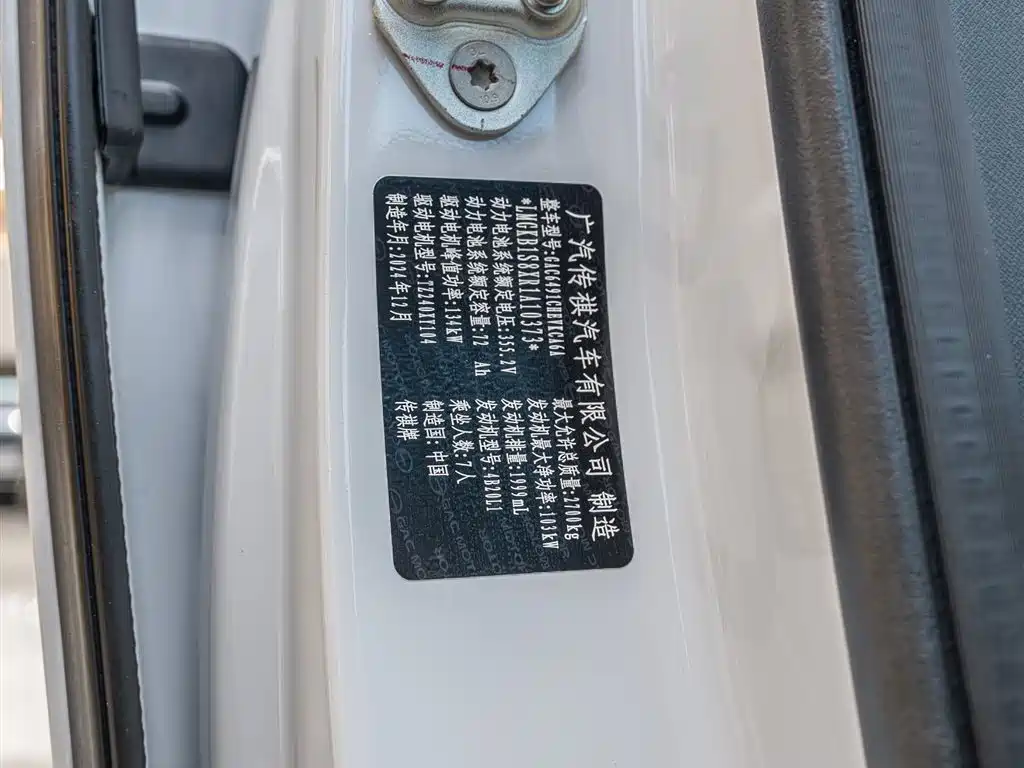 广汽传祺汽车有限公司 制造
整车型号:GAC6491CHEVCA6A
最大允许总质量:2700kg
*LMGLB1S8XR1A10373*
发动机最大净功率:103kW
动力电池系统额定电压:355.2V
发动机排量:1999mL
动力电池系统额定容量:72 Ah
发动机型号:4B20L1
驱动电机峰值功率:134kW
乘坐人数:7人
驱动电机型号:TZ240XY104
制造国:中国
制造年月:2024年12月
传祺牌